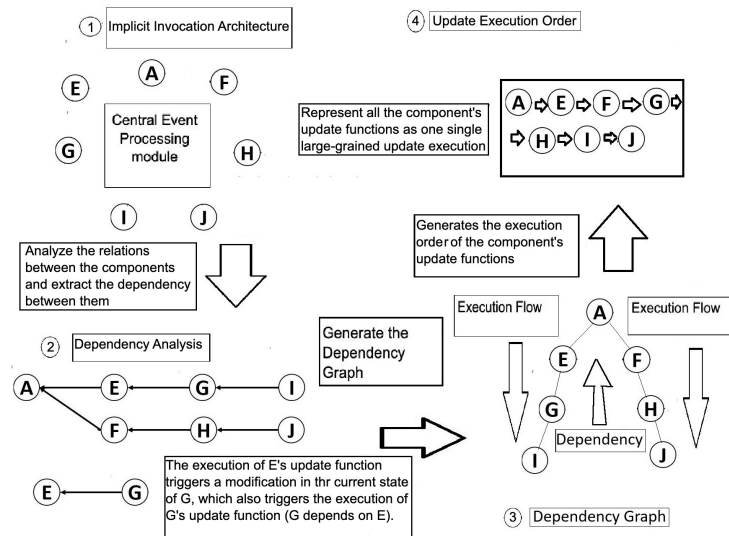 1 Implicit Invocation Architecture
A
E
F
Central Event
Processing
module
G
H
I
J
Analyze the relations
between the components
and extract the dependency
between them
2 Dependency Analysis
A E G I
F H J
E G
The execution of E's update function
triggers a modification in thr current state
of G, which also triggers the execution of
G's update function (G depends on E).
Generate the
Dependency
Graph
Execution Flow
Execution Flow
A
E
F
G
H
Dependency
I
J
3 Dependency Graph
Generates the execution
order of the component's
update functions
4 Update Execution Order
Represent all the component's
update functions as one single
large-grained update execution
A E F G
H I J